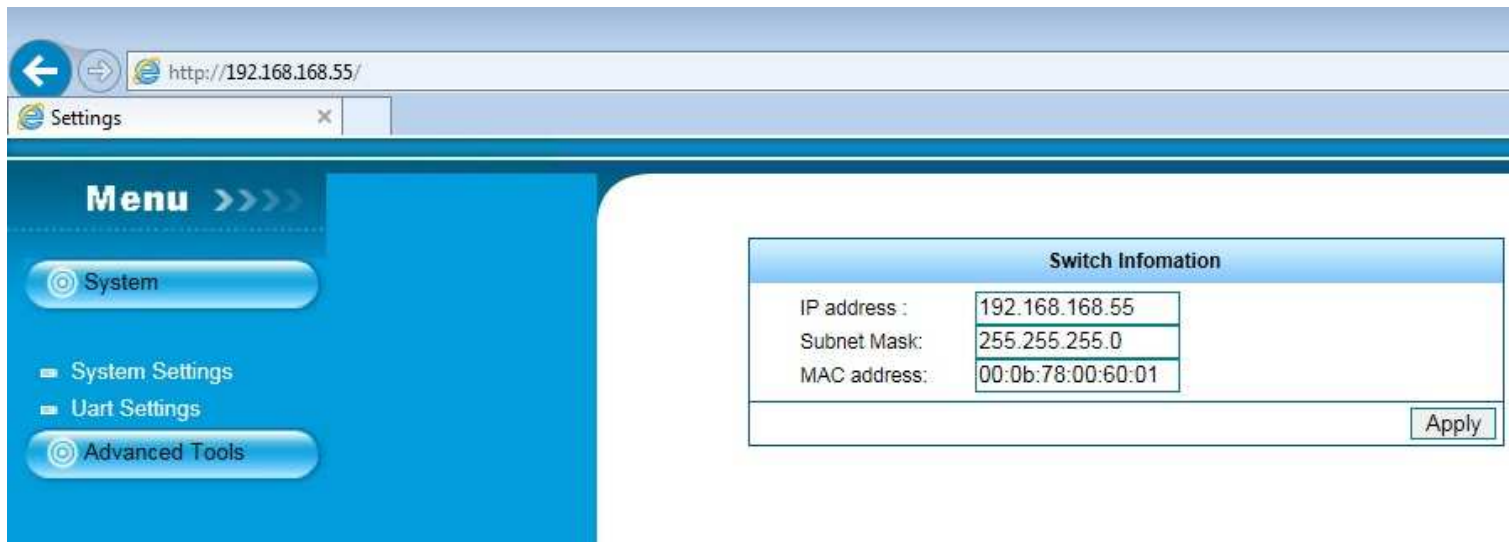 http://192.168.168.55/
Settings
Menu
System
System Settings
Uart Settings
Advanced Tools
Switch Infomation
IP address : 192.168.168.55
Subnet Mask: 255.255.255.0
MAC address: 00:0b:78:00:60:01
Apply